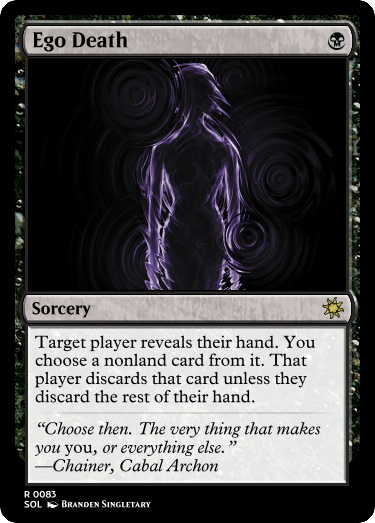 Ego Death
Sorcery
Target player reveals their hand. You
choose a nonland card from it. That
player discards that card unless they
discard the rest of their hand.
“Choose then. The very thing that makes
you you, or everything else.”
—Chainer, Cabal Archon
R 0083
SOL Branden Singletary